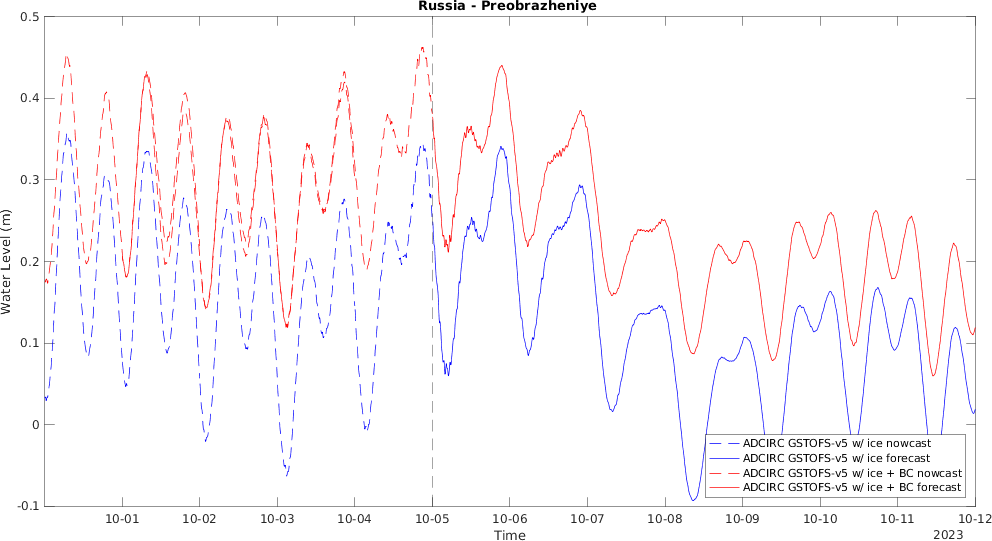 Russia - Preobrazheniye
0.5
0.4
0.3
0.2
0.1
0
-0.1
Water Level (m)
10-01 10-02 10-03 10-04 10-05 10-06 10-07 10-08 10-09 10-10 10-11 10-12
Time
2023
ADCIRC GSTOFS-v5 w/ ice nowcast
ADCIRC GSTOFS-v5 w/ ice forecast
ADCIRC GSTOFS-v5 w/ ice + BC nowcast
ADCIRC GSTOFS-v5 w/ ice + BC forecast